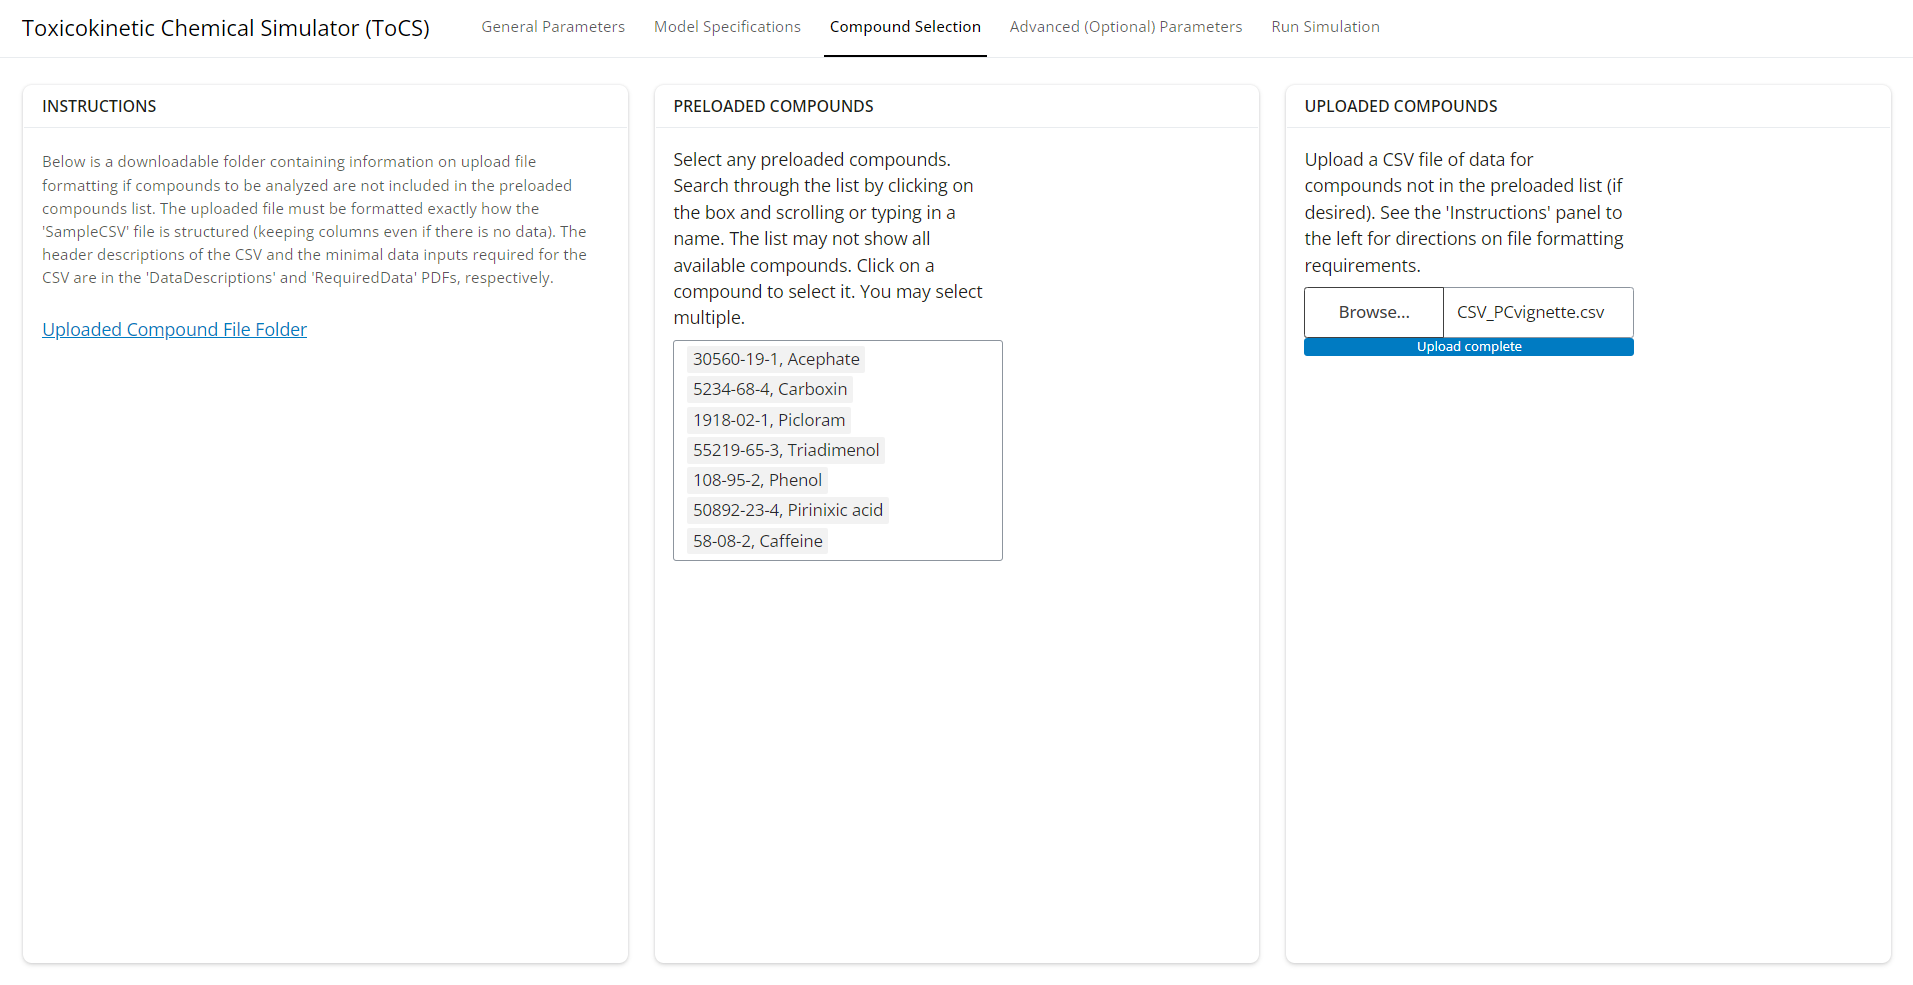 Toxicokinetic Chemical Simulator (ToCS)
General Parameters
Model Specifications
Compound Selection
Advanced (Optional) Parameters
Run Simulation
INSTRUCTIONS
Below is a downloadable folder containing information on upload file
formatting if compounds to be analyzed are not included in the preloaded
compounds list. The uploaded file must be formatted exactly how the
'SampleCSV' file is structured (keeping columns even if there is no data). The
header descriptions of the CSV and the minimal data inputs required for the
CSV are in the 'DataDescriptions' and 'RequiredData' PDFs, respectively.
Uploaded Compound File Folder
PRELOADED COMPOUNDS
Select any preloaded compounds.
Search through the list by clicking on
the box and scrolling or typing in a
name. The list may not show all
available compounds. Click on a
compound to select it. You may select
multiple.
30560-19-1, Acephate
5234-68-4, Carboxin
1918-02-1, Picloram
55219-65-3, Triadimenol
108-95-2, Phenol
50892-23-4, Pirinixic acid
58-08-2, Caffeine
UPLOADED COMPOUNDS
Upload a CSV file of data for
compounds not in the preloaded list (if
desired). See the 'Instructions' panel to
the left for directions on file formatting
requirements.
Browse...
CSV_PCvignette.csv
Upload complete